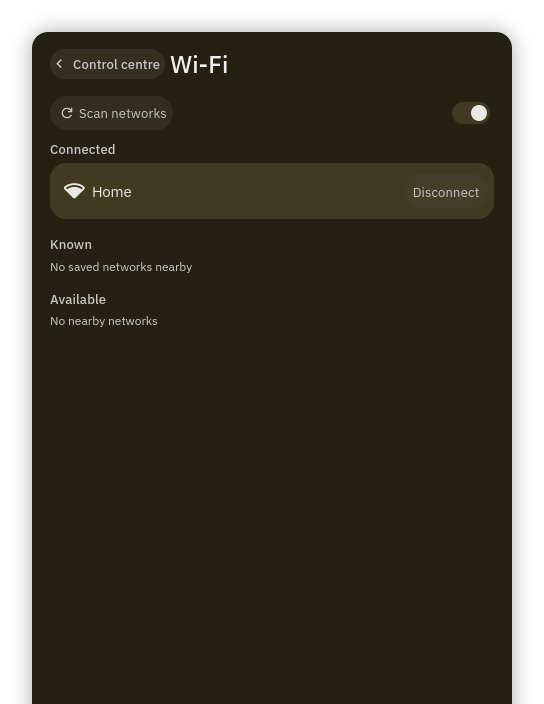 Control centre Wi-Fi
Scan networks
Connected
Home Disconnect
Known
No saved networks nearby
Available
No nearby networks